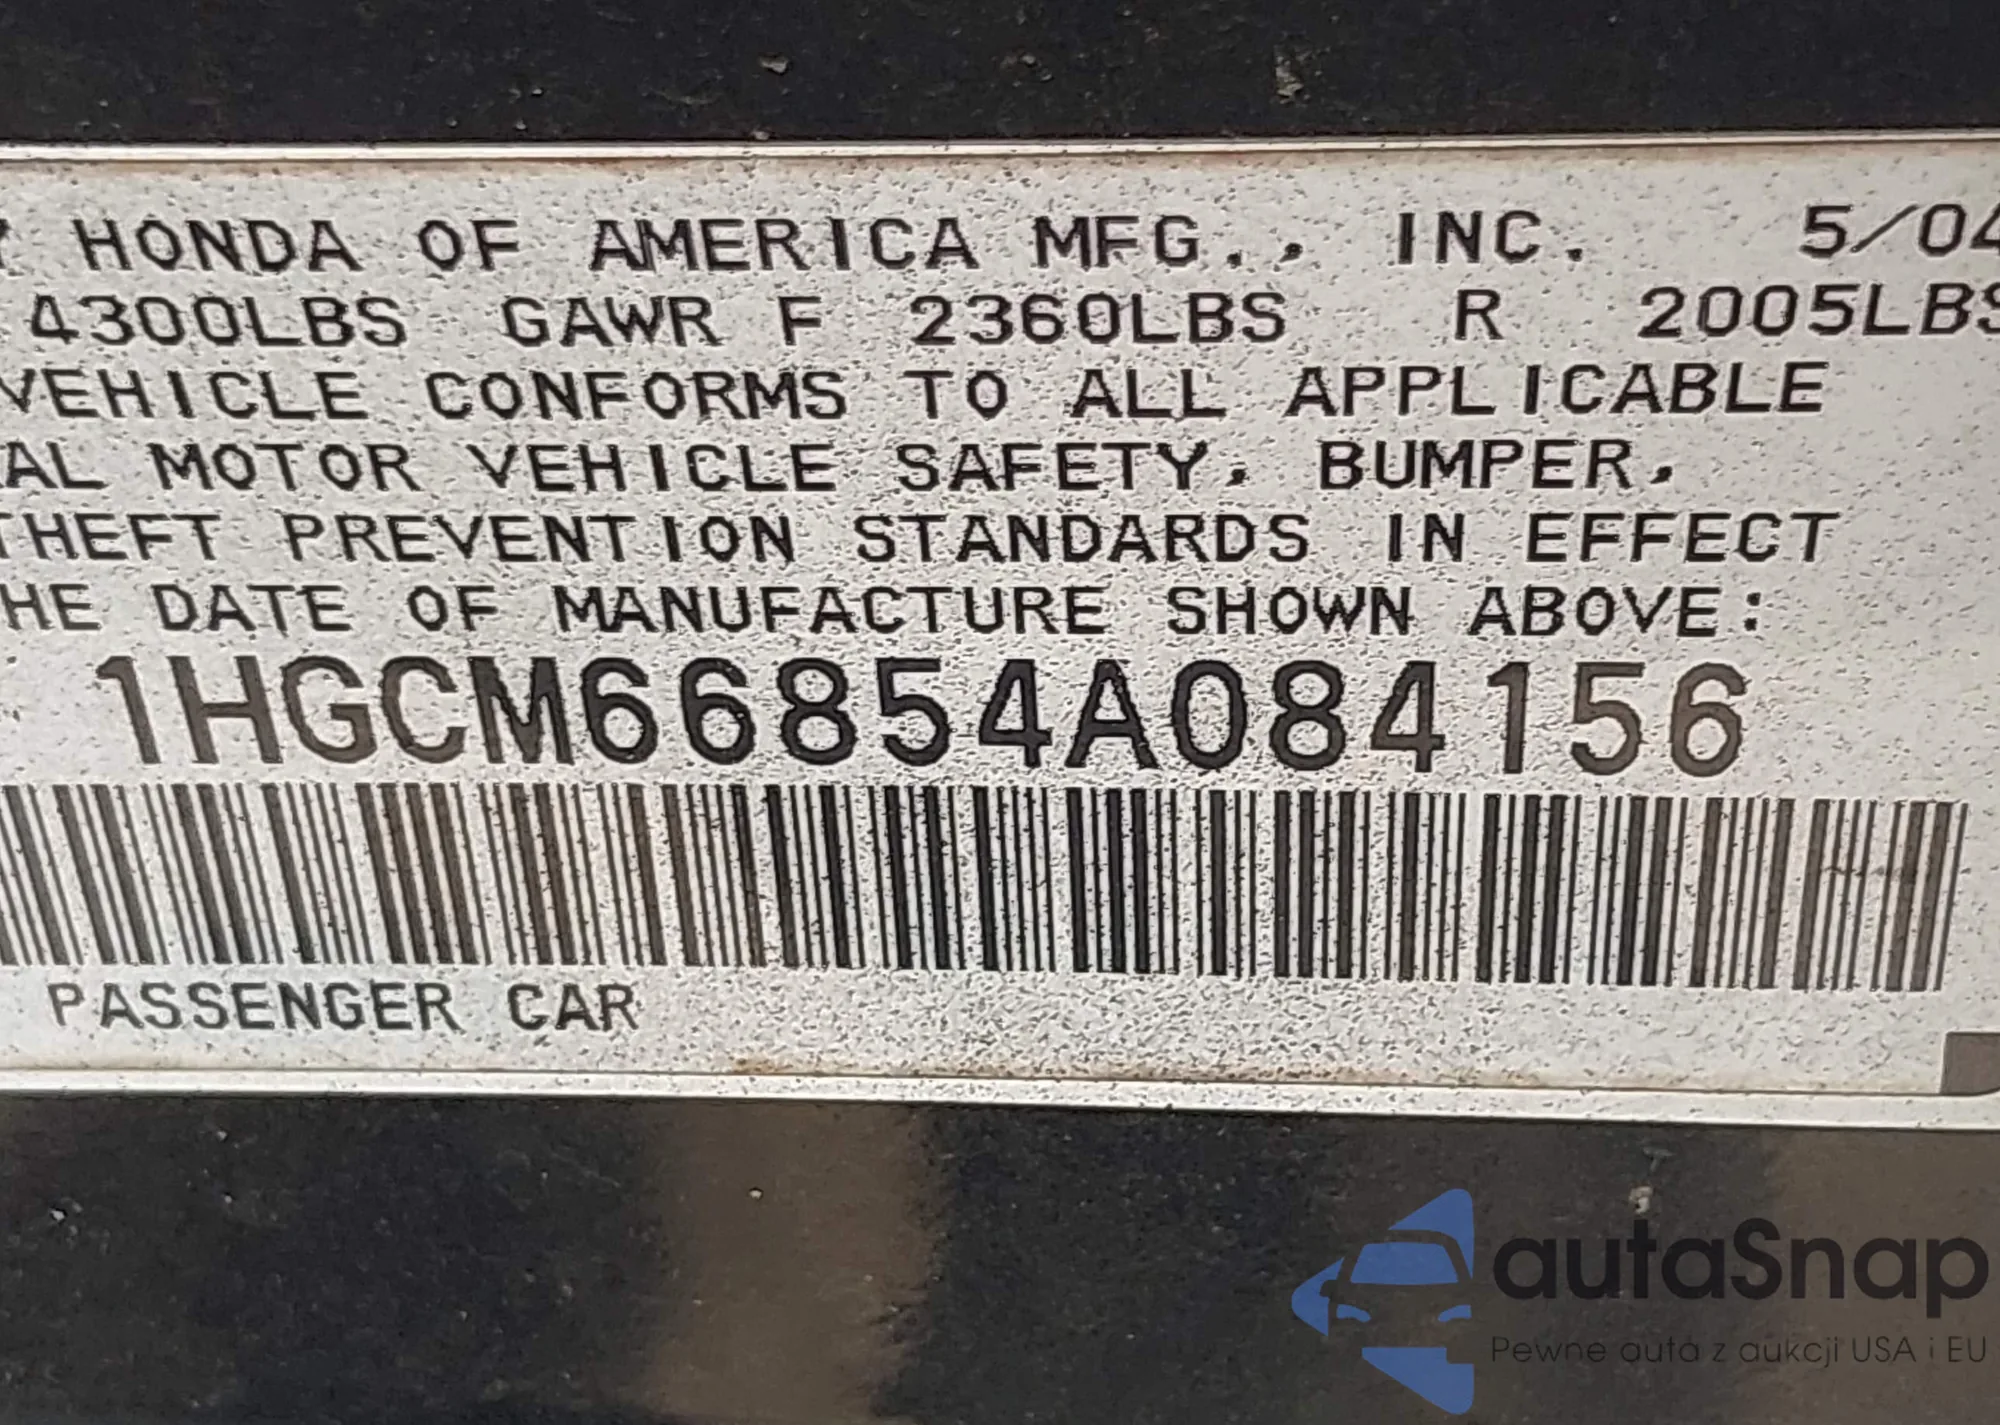 Y HONDA OF AMERICA MFG., INC. 5/04
4300LBS GAWR F 2360LBS R 2005LBS
VEHICLE CONFORMS TO ALL APPLICABLE
AL MOTOR VEHICLE SAFETY, BUMPER,
THEFT PREVENTION STANDARDS IN EFFECT
HE DATE OF MANUFACTURE SHOWN ABOVE:
1HGCM66854A084156
PASSENGER CAR
autaSnap
Pewne auta z aukcji USA i EU